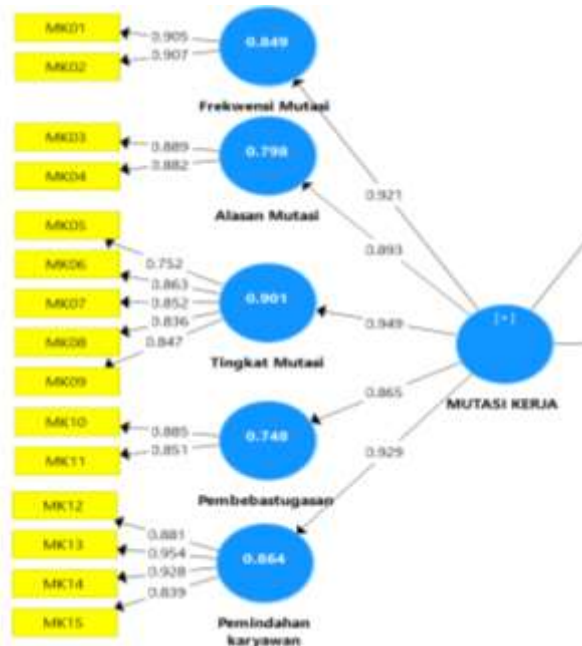 MK01
0.905
0.849
MK02
0.907
Frekwensi Mutasi
MK03
0.889
0.798
MK04
0.882
0.921
Alasan Mutasi
0.893
MK05
0.752
MK06
0.863
MK07
0.852
0.901
0.949
[+]
MK08
0.836
MK09
0.847
Tingkat Mutasi
MUTASI KERJA
0.865
MK10
0.885
0.748
MK11
0.851
0.929
Pembebastugasan
MK12
0.881
MK13
0.954
0.864
MK14
0.928
MK15
0.839
Pemindahan
karyawan